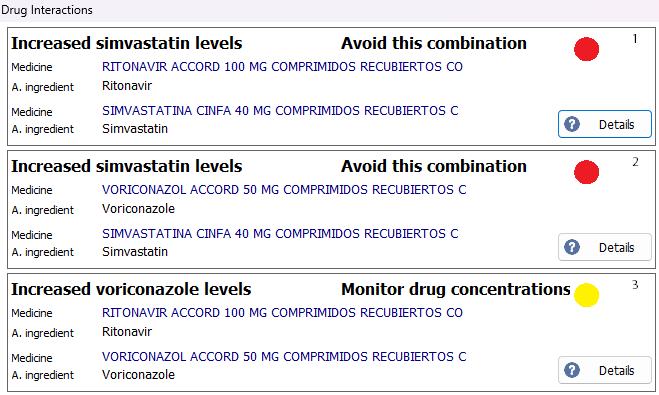 Drug Interactions
Increased simvastatin levels Avoid this combination 1
Medicine RITONAVIR ACCORD 100 MG COMPRIMIDOS RECUBIERTOS CO
A. ingredient Ritonavir
Medicine SIMVASTATINA CINFA 40 MG COMPRIMIDOS RECUBIERTOS C
A. ingredient Simvastatin
? Details
Increased simvastatin levels Avoid this combination 2
Medicine VORICONAZOL ACCORD 50 MG COMPRIMIDOS RECUBIERTOS C
A. ingredient Voriconazole
Medicine SIMVASTATINA CINFA 40 MG COMPRIMIDOS RECUBIERTOS C
A. ingredient Simvastatin
? Details
Increased voriconazole levels Monitor drug concentrations 3
Medicine RITONAVIR ACCORD 100 MG COMPRIMIDOS RECUBIERTOS CO
A. ingredient Ritonavir
Medicine VORICONAZOL ACCORD 50 MG COMPRIMIDOS RECUBIERTOS C
A. ingredient Voriconazole
? Details